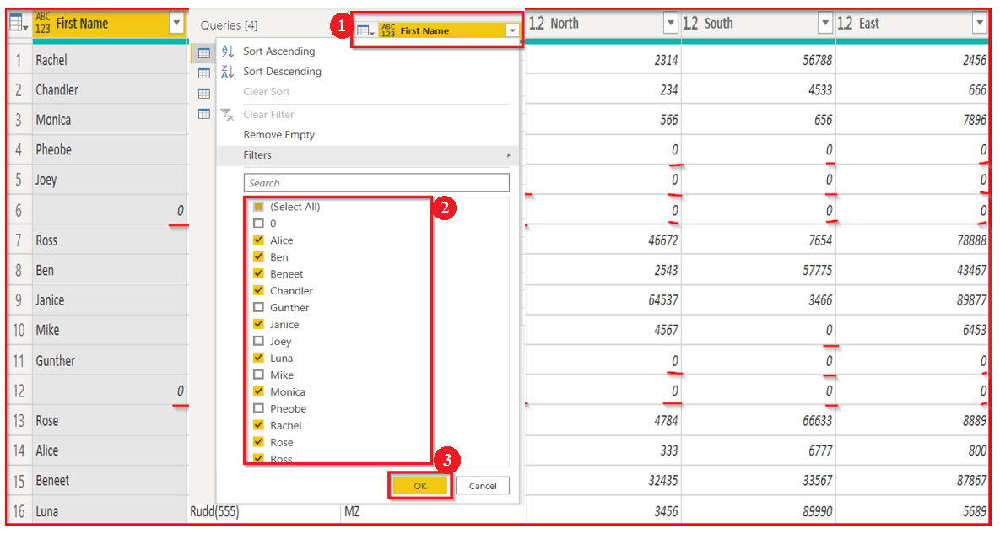 ABC 123 First Name Queries [4] 1 ABC 123 First Name 1.2 North 1.2 South 1.2 East
1 Rachel 2314 56788 2456
2 Chandler 234 4533 666
3 Monica 566 656 7896
4 Pheobe 0 0 0
5 Joey 0 0 0
6 0 0 0 0
7 Ross 46672 7654 78888
8 Ben 2543 57775 43467
9 Janice 64537 3466 89877
10 Mike 4567 0 6453
11 Gunther 0 0 0
12 0 0 0 0
13 Rose 4784 66633 8889
14 Alice 333 6777 800
15 Beneet 32435 33567 87867
16 Luna Rudd(555) MZ 3456 89990 5689
Sort Ascending
Sort Descending
Clear Sort
Clear Filter
Remove Empty
Filters
Search
2
(Select All)
0
Alice
Ben
Beneet
Chandler
Gunther
Janice
Joey
Luna
Mike
Monica
Pheobe
Rachel
Rose
Ross
3
OK Cancel